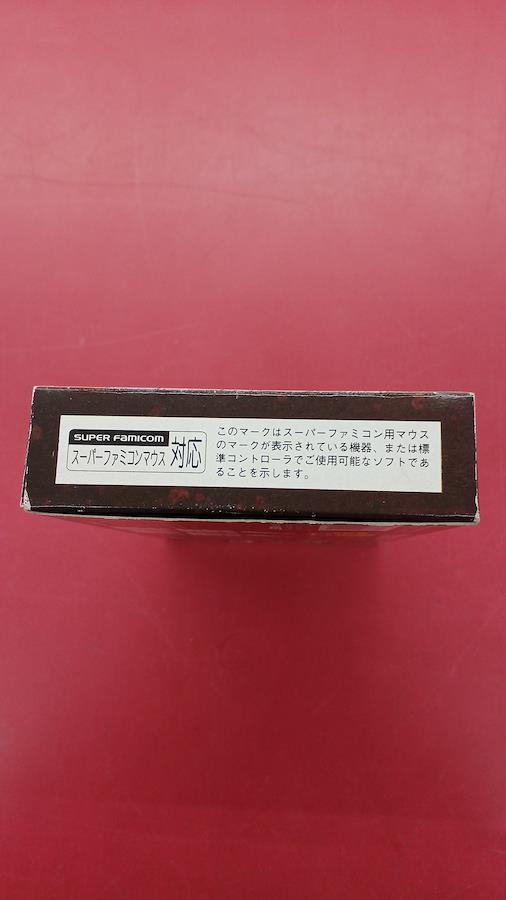 SUPER FAMICOM
スーパーファミコンマウス 対応
このマークはスーパーファミコン用マウス
のマークが表示されている機器、または標
準コントローラでご使用可能なソフトであ
ることを示します。